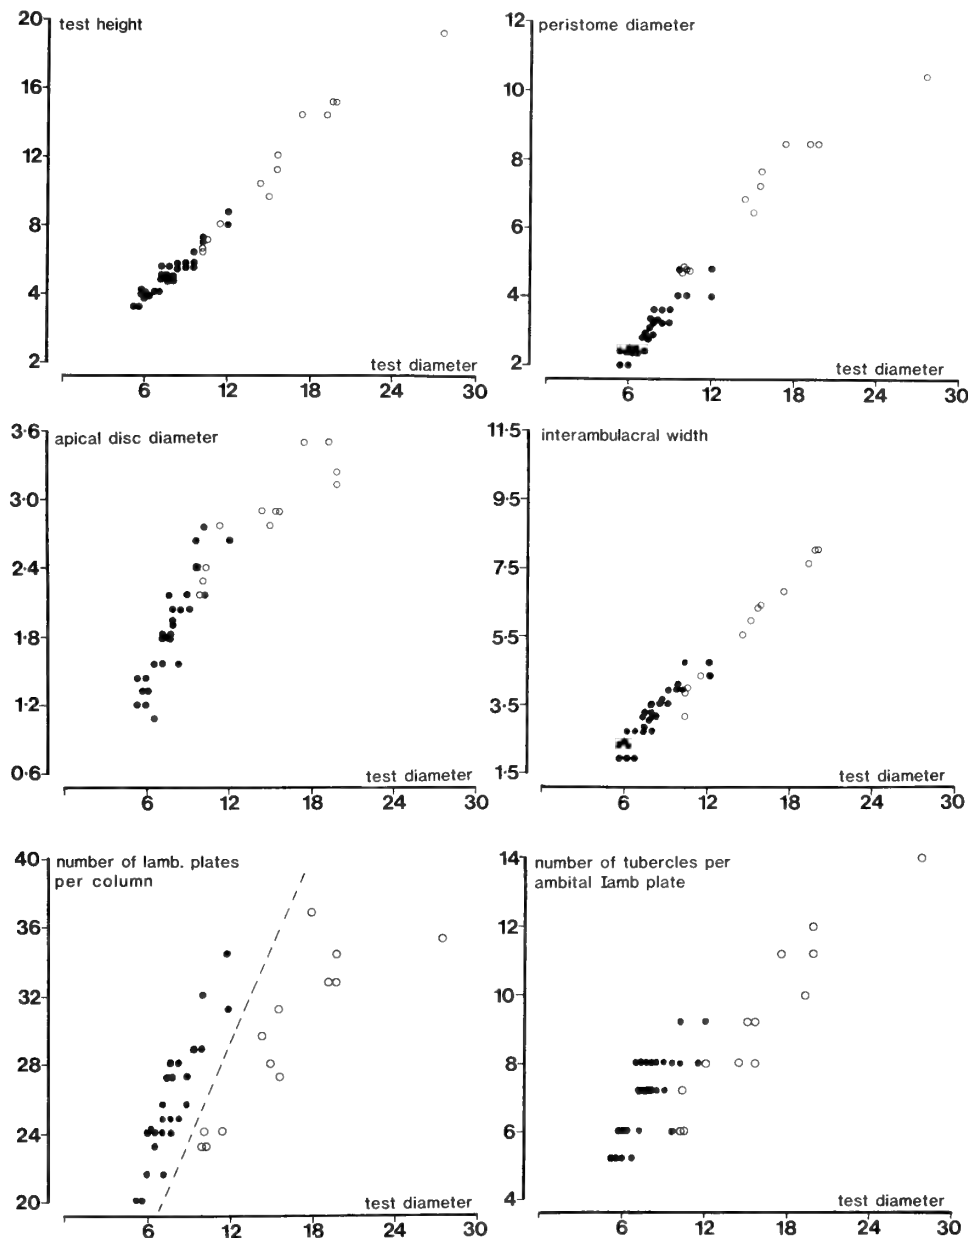 test height
20
16
12
8
4
2
test diameter
6 12 18 24 30
peristome diameter
12
10
8
6
4
2
test diameter
6 12 18 24 30
apical disc diameter
3·6
3·0
2·4
1·8
1·2
0·6
test diameter
6 12 18 24 30
interambulacral width
11·5
9·5
7·5
5·5
3·5
1·5
test diameter
6 12 18 24 30
number of Iamb. plates
per column
40
36
32
28
24
20
test diameter
6 12 18 24 30
number of tubercles per
ambital Iamb plate
14
12
10
8
6
4
test diameter
6 12 18 24 30